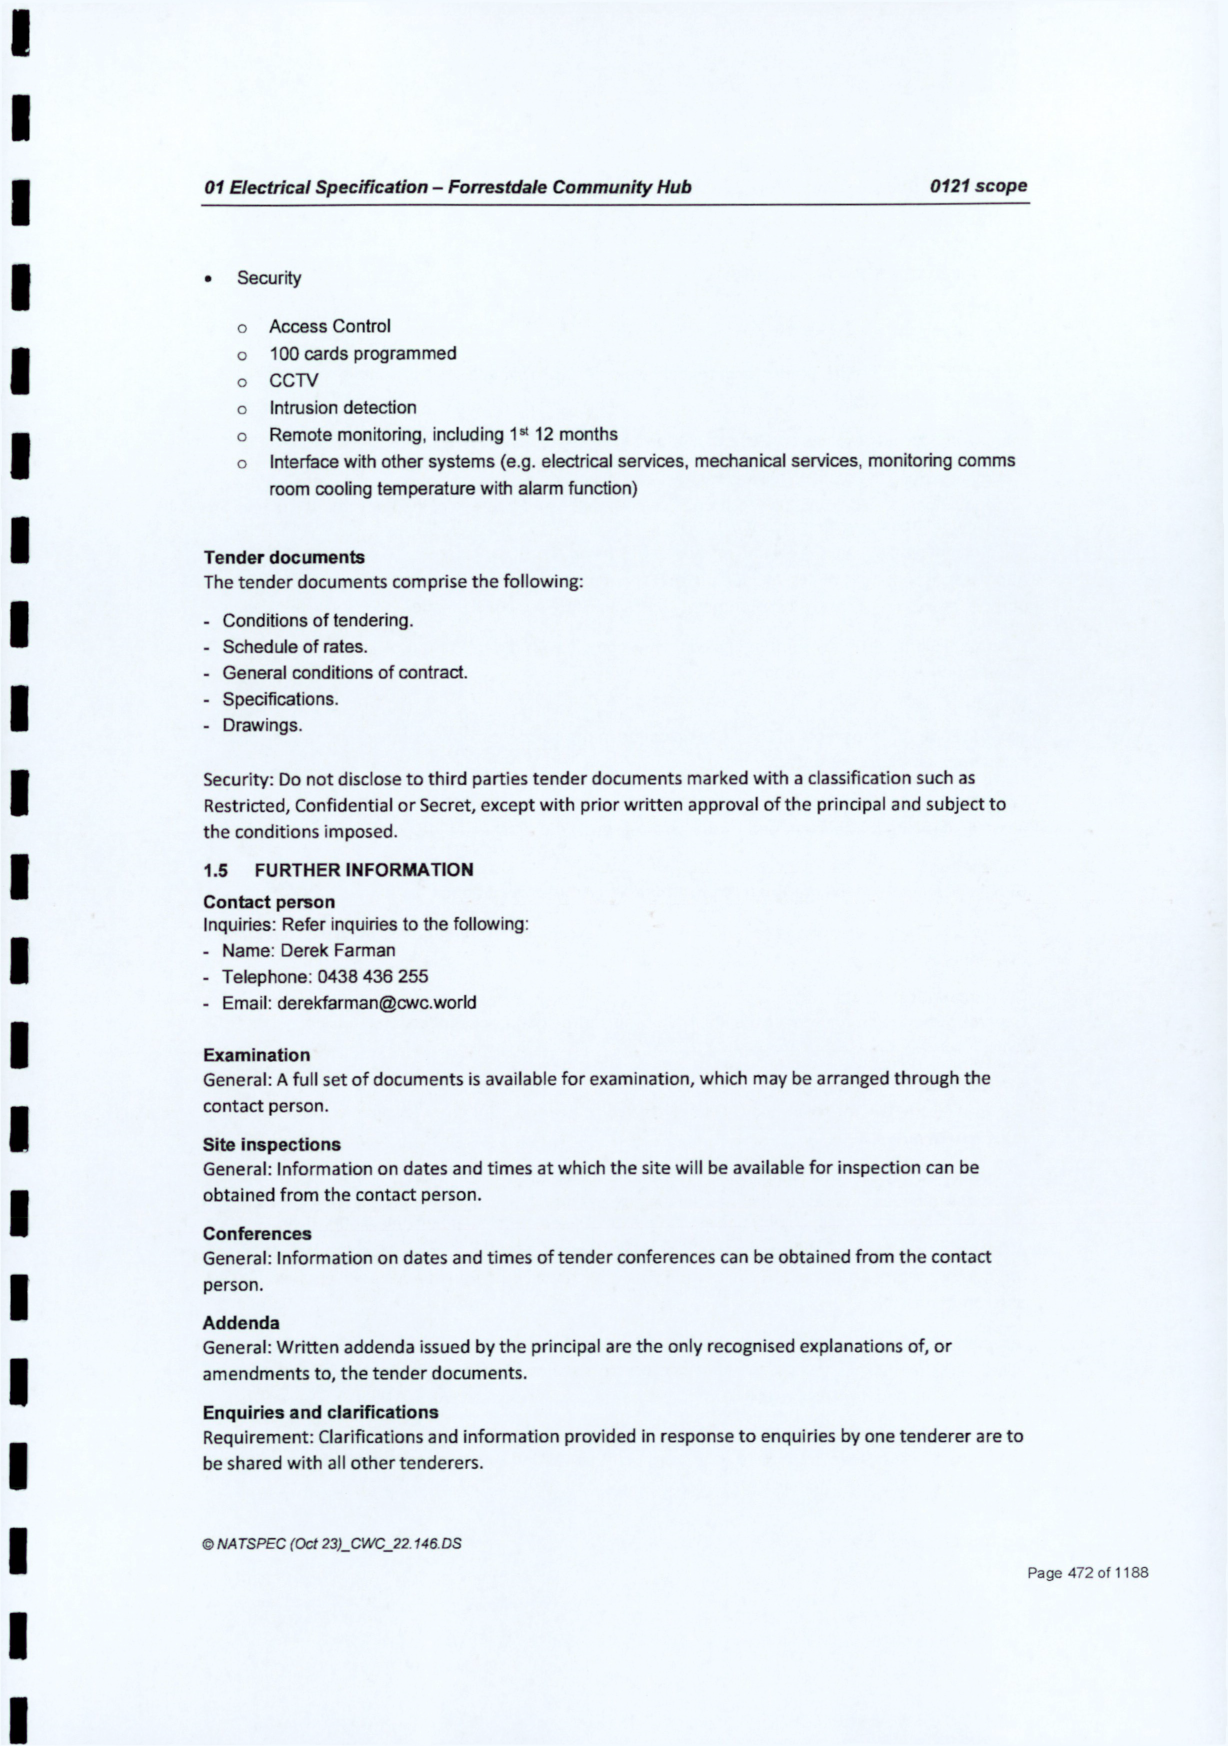 01 Electrical Specification – Forrestdale Community Hub 0121 scope
• Security
o Access Control
o 100 cards programmed
o CCTV
o Intrusion detection
o Remote monitoring, including 1st 12 months
o Interface with other systems (e.g. electrical services, mechanical services, monitoring comms
room cooling temperature with alarm function)
Tender documents
The tender documents comprise the following:
- Conditions of tendering.
- Schedule of rates.
- General conditions of contract.
- Specifications.
- Drawings.
Security: Do not disclose to third parties tender documents marked with a classification such as
Restricted, Confidential or Secret, except with prior written approval of the principal and subject to
the conditions imposed.
1.5 FURTHER INFORMATION
Contact person
Inquiries: Refer inquiries to the following:
- Name: Derek Farman
- Telephone: 0438 436 255
- Email: derekfarman@cwc.world
Examination
General: A full set of documents is available for examination, which may be arranged through the
contact person.
Site inspections
General: Information on dates and times at which the site will be available for inspection can be
obtained from the contact person.
Conferences
General: Information on dates and times of tender conferences can be obtained from the contact
person.
Addenda
General: Written addenda issued by the principal are the only recognised explanations of, or
amendments to, the tender documents.
Enquiries and clarifications
Requirement: Clarifications and information provided in response to enquiries by one tenderer are to
be shared with all other tenderers.
© NATSPEC (Oct 23)_CWC_22.146.DS
Page 472 of 1188